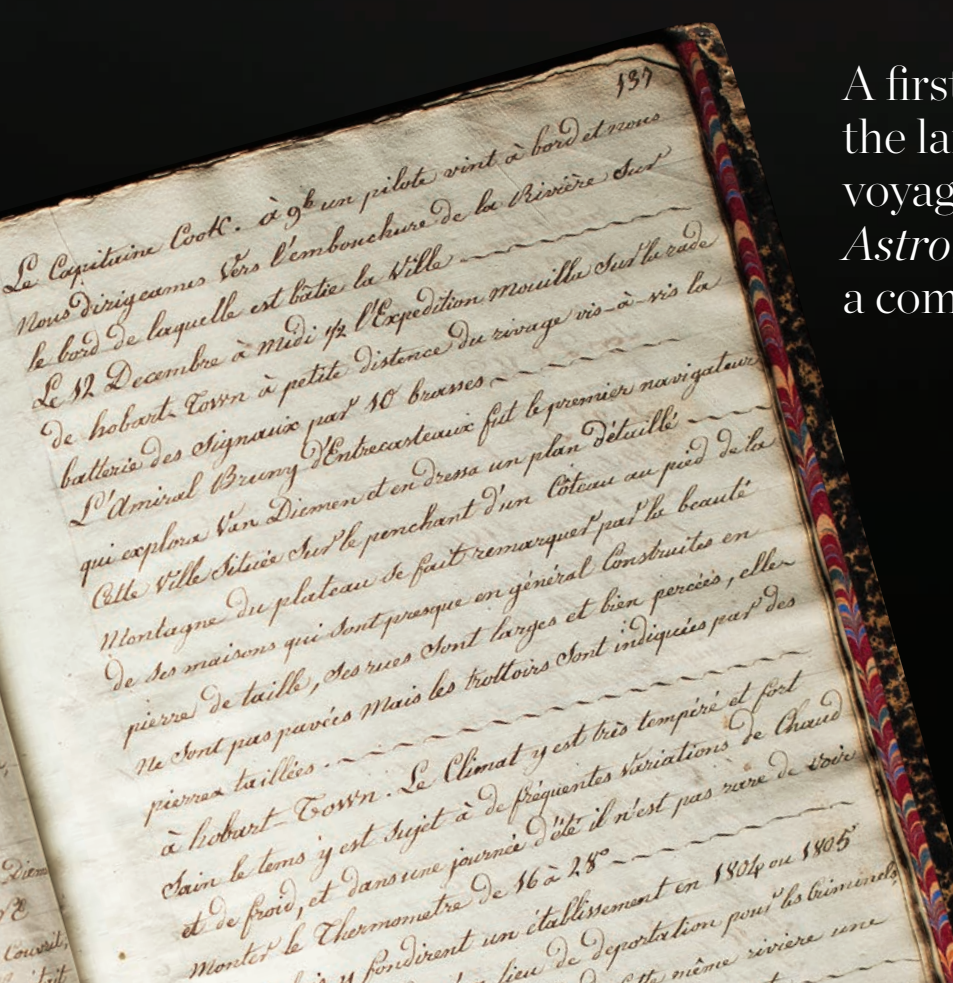 137
Le Capitaine Cook. à 9h un pilote vint à bord et nous
nous dirigeames vers l'embouchure de la Rivière sur
le bord de laquelle est bâtie la Ville
Le 12 Decembre à midi ½ l'Expedition mouilla sur la rade
de hobart-Town à petite distence du rivage vis-à-vis la
batterie des signaux par 10 brasses
L'Amiral Bruny d'Entrecasteaux fut le premier navigateur
qui explora Van Diemen et en dressa un plan détaillé
Cette Ville située sur le penchant d'un Côteau au pied de la
Montagne du plateau se fait remarquer par la beauté
de ses maisons qui sont presque en général Construites en
pierre de taille, ses rues sont larges et bien percées, elles
ne sont pas pavées Mais les trottoirs sont indiqués par des
pierres taillées.
à hobart-Town. Le Climat y est très tempéré et fort
Sain le tems y est sujet à de fréquentes variations de Chaud
et de froid, et dans une journée d'été il n'est pas rare de voir
Monter le Thermometre de 16 à 28°
y fondirent un établissement en 1804 ou 1805
lieu de deportation pour les Criminels
même rivière une
Diem
Couvrit,
A first
the la
voyag
Astro
a com